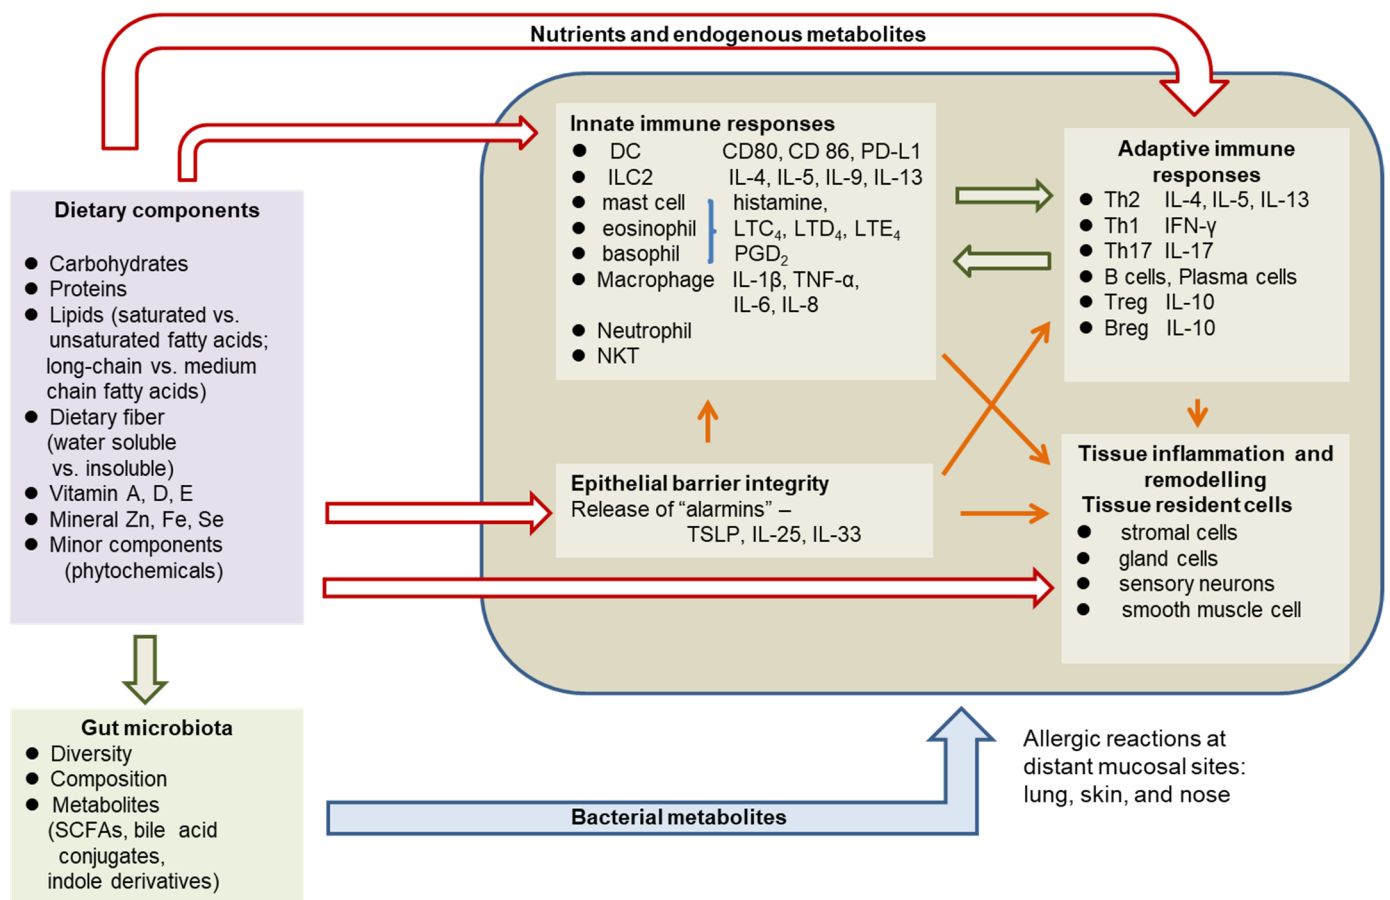 Nutrients and endogenous metabolites
Dietary components
● Carbohydrates
● Proteins
● Lipids (saturated vs.
unsaturated fatty acids;
long-chain vs. medium
chain fatty acids)
● Dietary fiber
(water soluble
vs. insoluble)
● Vitamin A, D, E
● Mineral Zn, Fe, Se
● Minor components
(phytochemicals)
Gut microbiota
● Diversity
● Composition
● Metabolites
(SCFAs, bile acid
conjugates,
indole derivatives)
Innate immune responses
● DC CD80, CD 86, PD-L1
● ILC2 IL-4, IL-5, IL-9, IL-13
● mast cell histamine,
● eosinophil LTC₄, LTD₄, LTE₄
● basophil PGD₂
● Macrophage IL-1β, TNF-α,
IL-6, IL-8
● Neutrophil
● NKT
Epithelial barrier integrity
Release of “alarmins” –
TSLP, IL-25, IL-33
Adaptive immune
responses
● Th2 IL-4, IL-5, IL-13
● Th1 IFN-γ
● Th17 IL-17
● B cells, Plasma cells
● Treg IL-10
● Breg IL-10
Tissue inflammation and
remodelling
Tissue resident cells
● stromal cells
● gland cells
● sensory neurons
● smooth muscle cell
Bacterial metabolites
Allergic reactions at
distant mucosal sites:
lung, skin, and nose